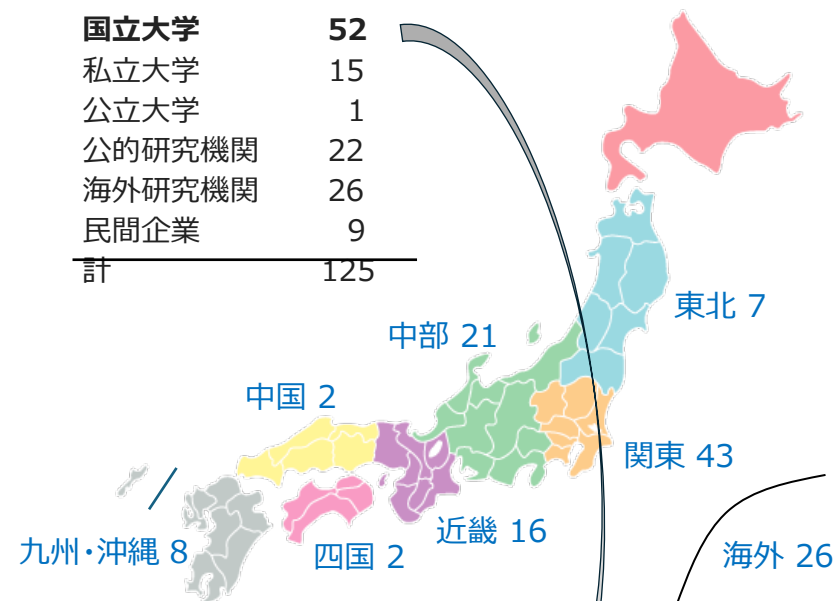 国立大学 52
私立大学 15
公立大学 1
公的研究機関 22
海外研究機関 26
民間企業 9
計 125
東北 7
中部 21
中国 2
関東 43
近畿 16
九州・沖縄 8
四国 2
海外 26